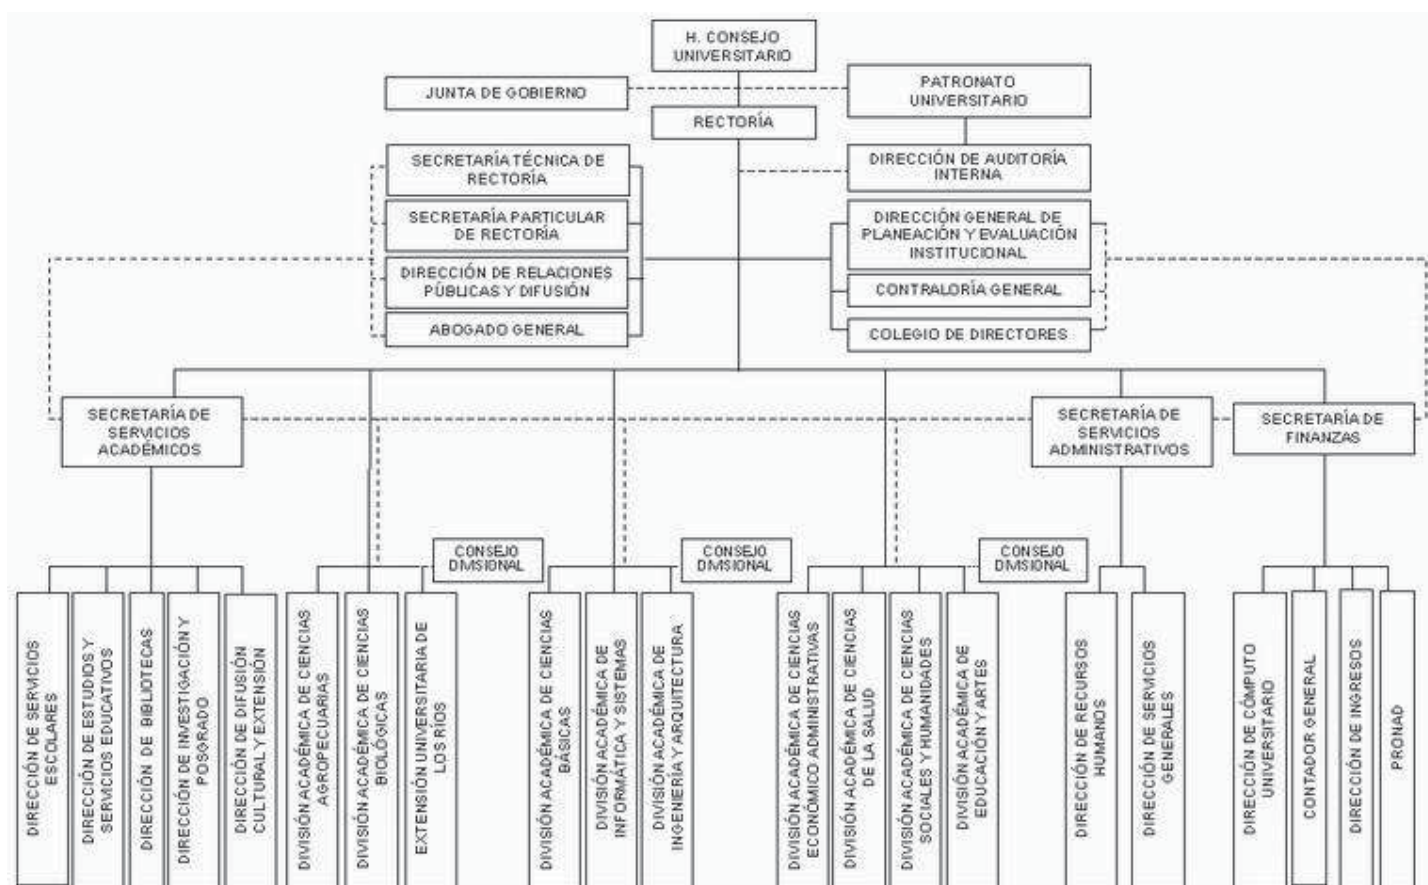 H. CONSEJO
UNIVERSITARIO
JUNTA DE GOBIERNO
PATRONATO
UNIVERSITARIO
RECTORÍA
SECRETARÍA TÉCNICA DE
RECTORÍA
DIRECCIÓN DE AUDITORÍA
INTERNA
SECRETARÍA PARTICULAR
DE RECTORÍA
DIRECCIÓN GENERAL DE
PLANEACIÓN Y EVALUACIÓN
INSTITUCIONAL
DIRECCIÓN DE RELACIONES
PÚBLICAS Y DIFUSIÓN
CONTRALORÍA GENERAL
ABOGADO GENERAL
COLEGIO DE DIRECTORES
SECRETARÍA DE
SERVICIOS
ACADÉMICOS
SECRETARÍA DE
SERVICIOS
ADMINISTRATIVOS
SECRETARÍA DE
FINANZAS
CONSEJO
DIVISIONAL
CONSEJO
DIVISIONAL
CONSEJO
DIVISIONAL
DIRECCIÓN DE SERVICIOS
ESCOLARES
DIRECCIÓN DE ESTUDIOS Y
SERVICIOS EDUCATIVOS
DIRECCIÓN DE BIBLIOTECAS
DIRECCIÓN DE INVESTIGACIÓN Y
POSGRADO
DIRECCIÓN DE DIFUSIÓN
CULTURAL Y EXTENSIÓN
DIVISIÓN ACADÉMICA DE CIENCIAS
AGROPECUARIAS
DIVISIÓN ACADÉMICA DE CIENCIAS
BIOLÓGICAS
EXTENSIÓN UNIVERSITARIA DE
LOS RÍOS
DIVISIÓN ACADÉMICA DE CIENCIAS
BÁSICAS
DIVISIÓN ACADÉMICA DE
INFORMÁTICA Y SISTEMAS
DIVISIÓN ACADÉMICA DE
INGENIERÍA Y ARQUITECTURA
DIVISIÓN ACADÉMICA DE CIENCIAS
ECONÓMICO ADMINISTRATIVAS
DIVISIÓN ACADÉMICA DE CIENCIAS
DE LA SALUD
DIVISIÓN ACADÉMICA DE CIENCIAS
SOCIALES Y HUMANIDADES
DIVISIÓN ACADÉMICA DE
EDUCACIÓN Y ARTES
DIRECCIÓN DE RECURSOS
HUMANOS
DIRECCIÓN DE SERVICIOS
GENERALES
DIRECCIÓN DE CÓMPUTO
UNIVERSITARIO
CONTADOR GENERAL
DIRECCIÓN DE INGRESOS
PRONAD